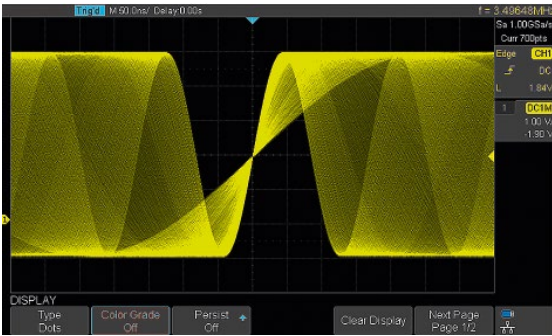 Trig'd M 50.0ns/ Delay:0.00s f = 3.49648MHz
Sa 1.00GSa/s
Curr 700pts
Edge CH1
DC
L 1.84V
1 DC1M
1.00 V/
-1.90 V
1
DISPLAY
Type
Dots
Color Grade
Off
Persist
Off
Clear Display
Next Page
Page 1/2